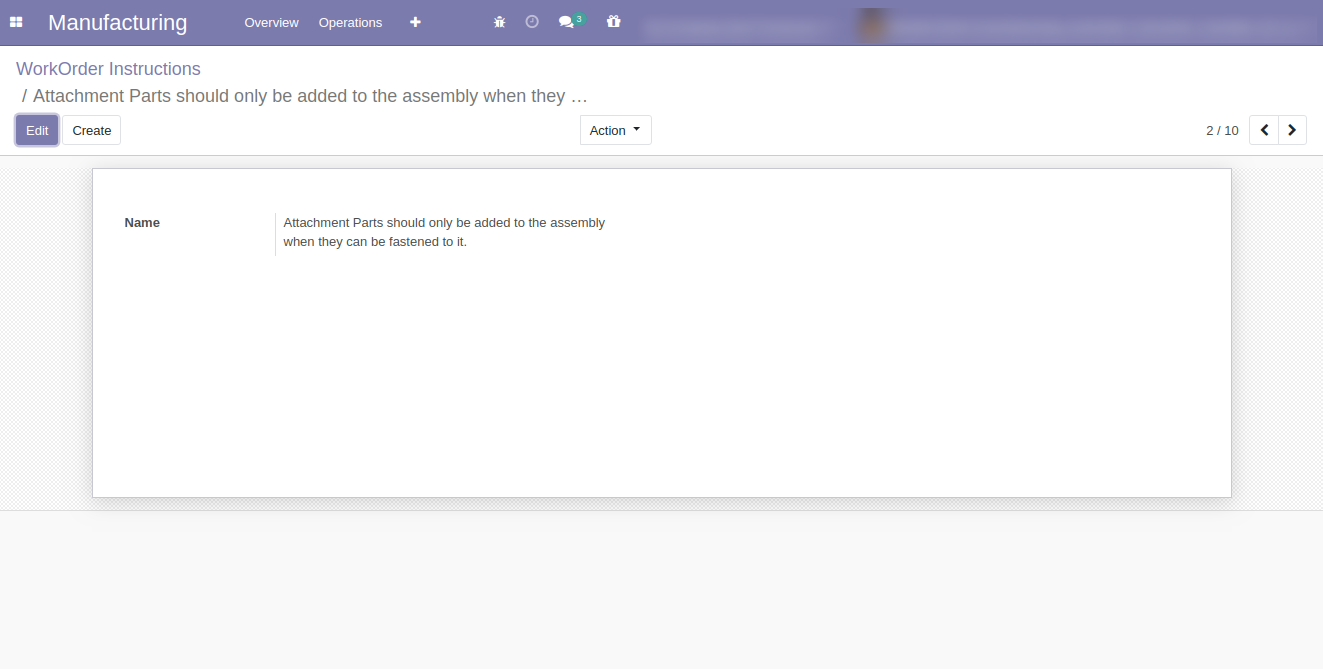 Manufacturing Overview Operations 3
WorkOrder Instructions
/ Attachment Parts should only be added to the assembly when they …
Edit Create Action 2 / 10
Name Attachment Parts should only be added to the assembly
when they can be fastened to it.